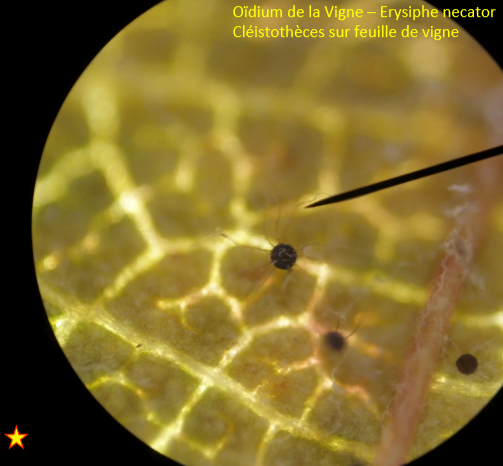 Oïdium de la Vigne – Erysiphe necator
Cléistothèces sur feuille de vigne